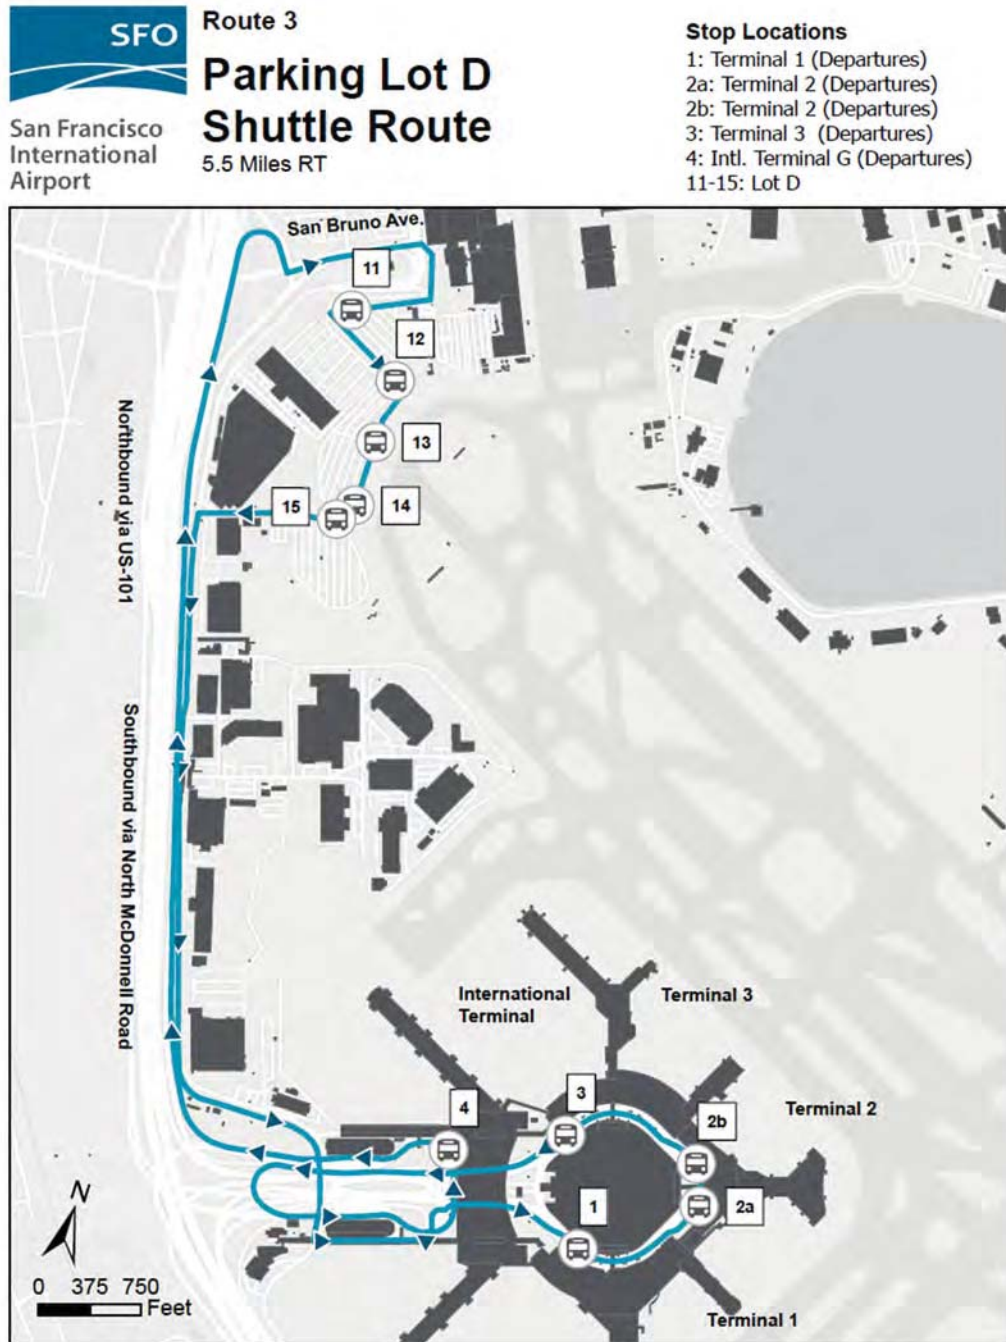 SFO
San Francisco
International
Airport
Route 3
Parking Lot D
Shuttle Route
5.5 Miles RT
Stop Locations
1: Terminal 1 (Departures)
2a: Terminal 2 (Departures)
2b: Terminal 2 (Departures)
3: Terminal 3 (Departures)
4: Intl. Terminal G (Departures)
11-15: Lot D
San Bruno Ave.
11
12
13
14
15
Northbound via US-101
Southbound via North McDonnell Road
International
Terminal
Terminal 3
Terminal 2
Terminal 1
4
3
2b
2a
1
N
0 375 750
Feet